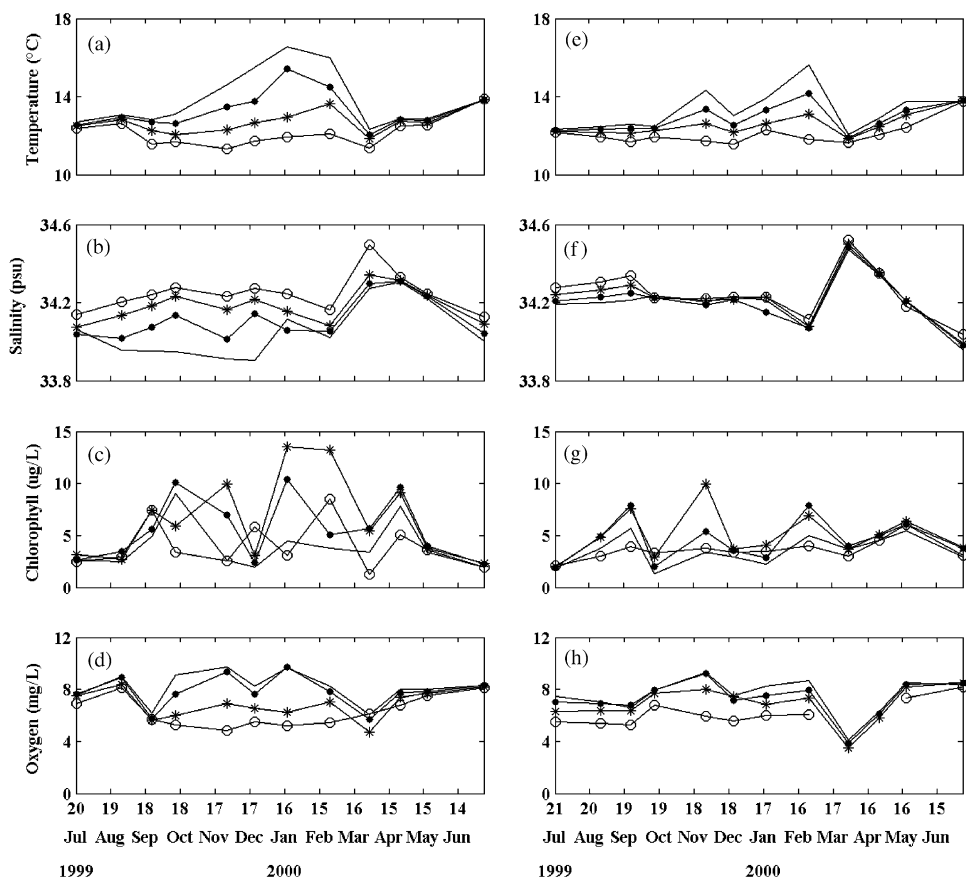 18
14
10
Temperature (°C)
(a)
18
14
10
(e)
34.6
34.2
33.8
Salinity (psu)
(b)
34.6
34.2
33.8
(f)
15
10
5
0
Chlorophyll (ug/L)
(c)
15
10
5
0
(g)
12
8
4
0
Oxygen (mg/L)
(d)
12
8
4
0
(h)
20 19 18 18 17 17 16 15 16 15 15 14
Jul Aug Sep Oct Nov Dec Jan Feb Mar Apr May Jun
1999 2000
21 20 19 19 18 18 17 16 17 16 16 15
Jul Aug Sep Oct Nov Dec Jan Feb Mar Apr May Jun
1999 2000